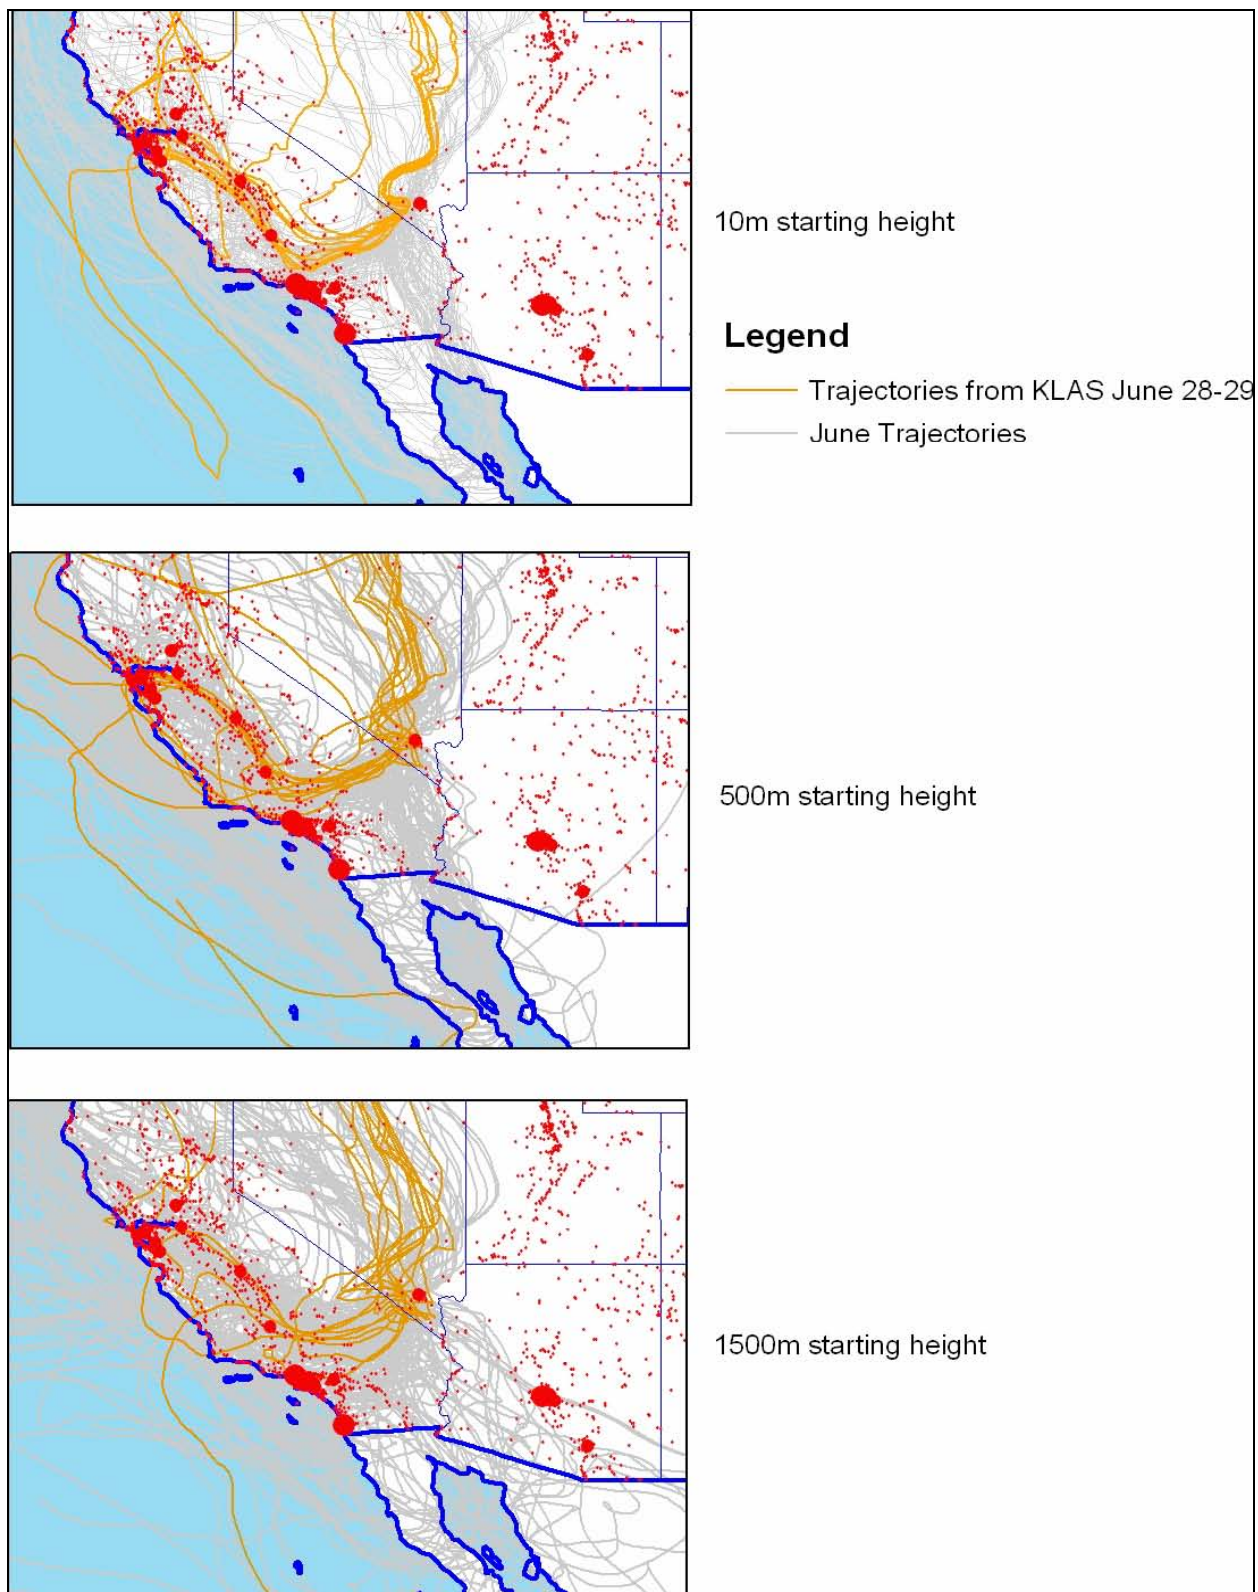 10m starting height
Legend
Trajectories from KLAS June 28-29
June Trajectories
500m starting height
1500m starting height